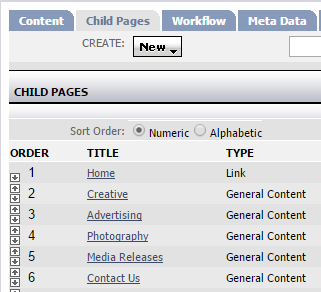 Content Child Pages Workflow Meta Data
CREATE: New
CHILD PAGES
Sort Order: Numeric Alphabetic
ORDER TITLE TYPE
1 Home Link
2 Creative General Content
3 Advertising General Content
4 Photography General Content
5 Media Releases General Content
6 Contact Us General Content